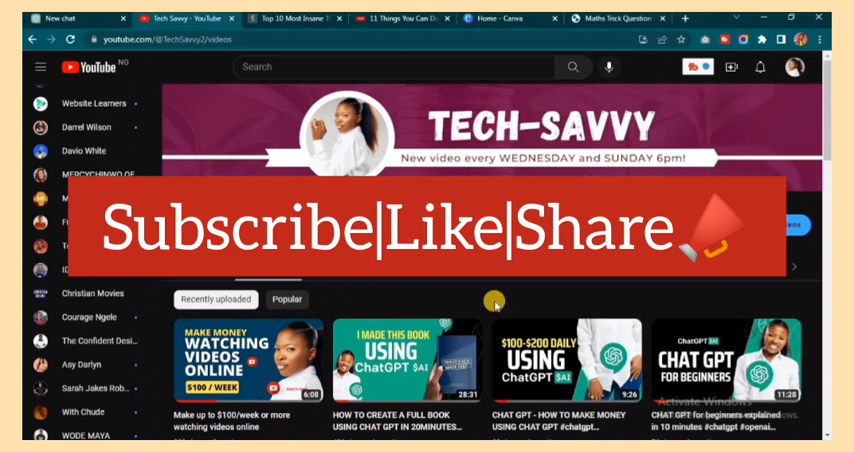 New chat
Tech Savvy - YouTube
Top 10 Most Insane
11 Things You Can Do
Home - Canva
Maths Trick Question
youtube.com/@TechSavvy2/videos
YouTube NG
Search
Website Learners
Darrel Wilson
Davio White
MERCYCHINWO OF
Christian Movies
Courage Ngele
The Confident Desi...
Asy Darlyn
Sarah Jakes Rob...
With Chude
WODE MAYA
TECH-SAVVY
New video every WEDNESDAY and SUNDAY 6pm!
Subscribe|Like|Share
Recently uploaded
Popular
MAKE MONEY
WATCHING
VIDEOS
ONLINE
$100 / WEEK
6:08
Make up to $100/week or more
watching videos online
I MADE THIS BOOK
USING
ChatGPT $AI
28:31
HOW TO CREATE A FULL BOOK
USING CHAT GPT IN 20MINUTES...
$100-$200 DAILY
USING
ChatGPT $AI
9:26
CHAT GPT - HOW TO MAKE MONEY
USING CHATGPT #chatgpt...
ChatGPT $AI
CHAT GPT
FOR BEGINNERS
11:28
CHAT GPT for beginners explained
in 10 minutes #chatgpt #openai...
Activate Windows